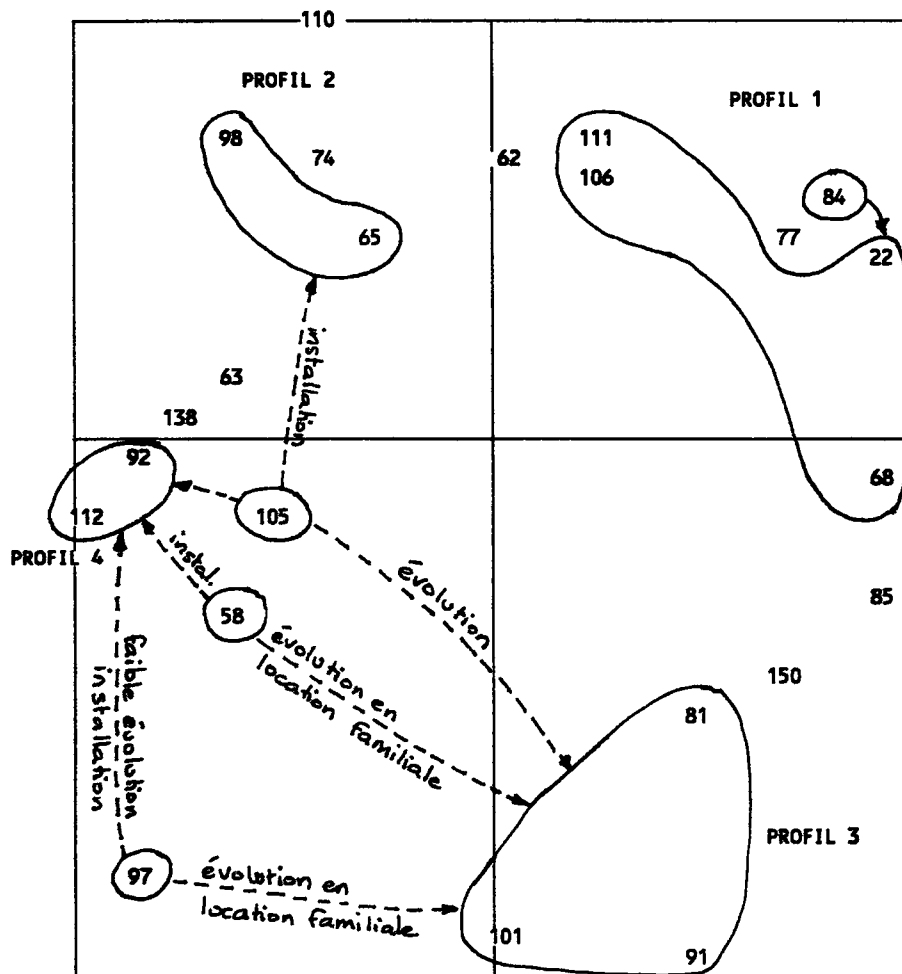 110
PROFIL 2
PROFIL 1
98
74
62
111
106
84
65
77
22
installation
63
138
92
68
112
105
PROFIL 4
instal.
évolution
58
85
évolution en
location familiale
150
faible évolution
installation
81
PROFIL 3
97
évolution en
location familiale
101
91